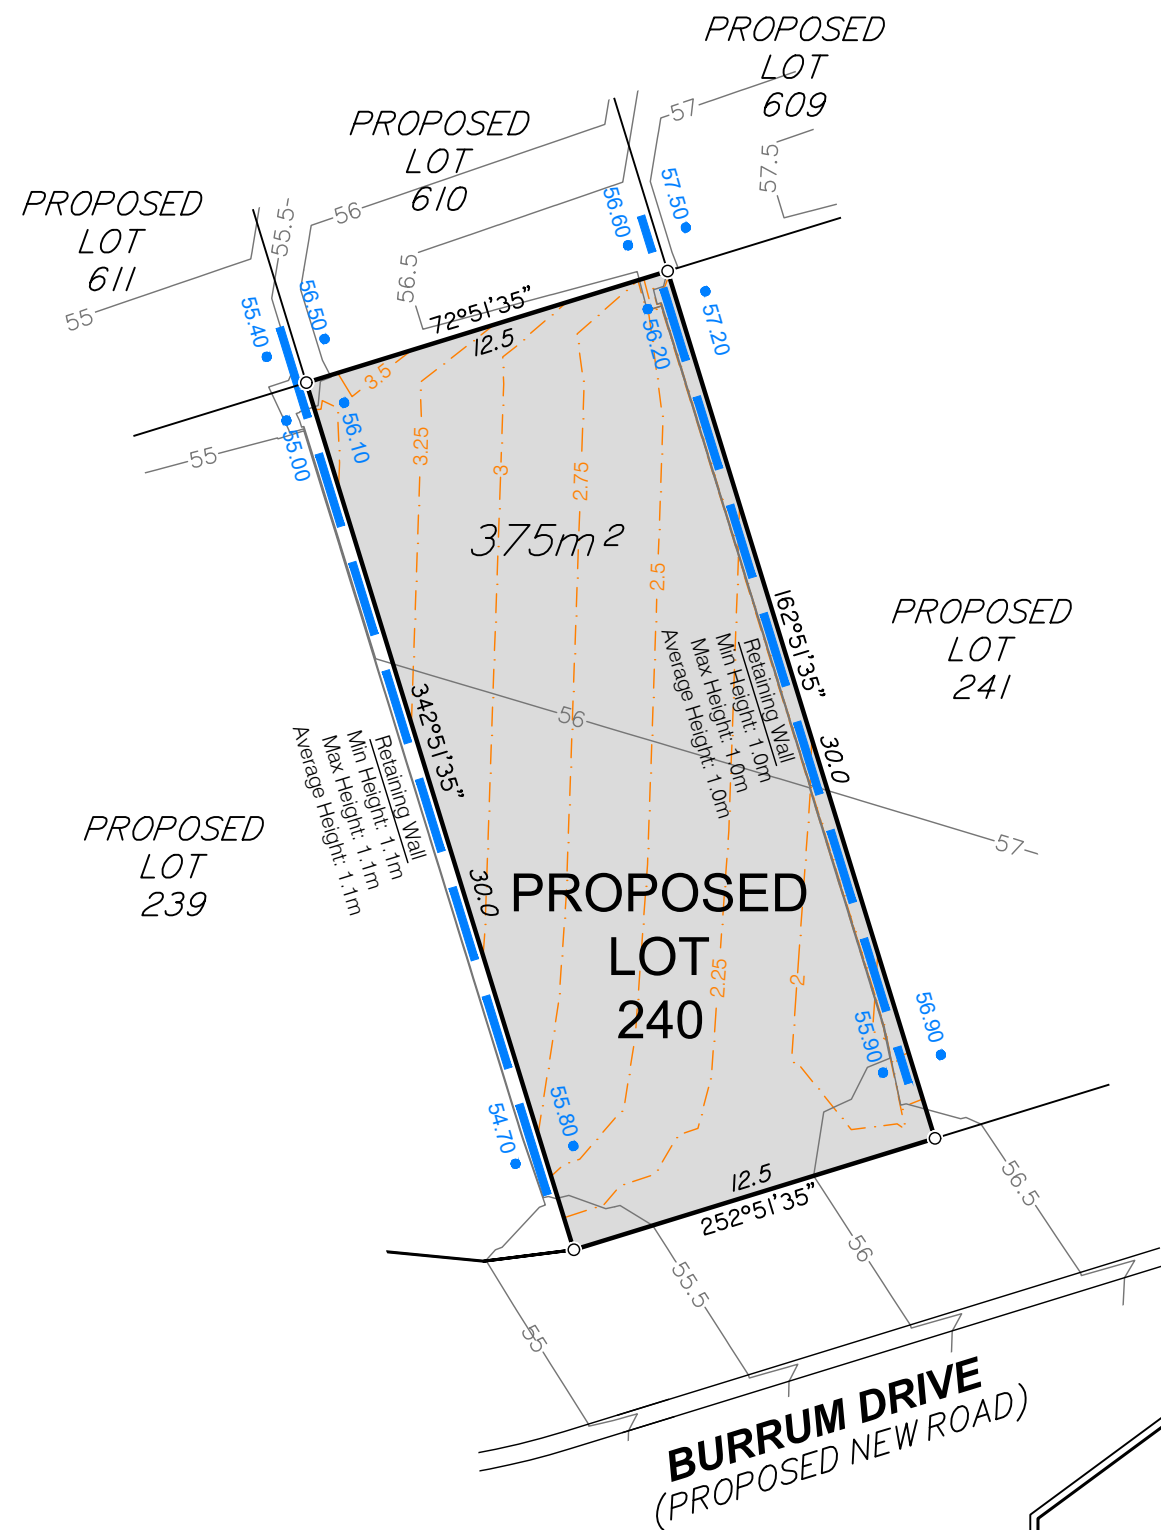 PROPOSED
LOT
609
PROPOSED
LOT
610
PROPOSED
LOT
611
57
57.5
57.50
56.60
56
55.5
56.5
55
55.40
56.50
72°51'35"
12.5
57.20
56.20
3.5
56.10
55.00
55
3.25
3
2.75
2.5
375m²
162°51'35"
30.0
Retaining Wall
Min Height: 1.0m
Max Height: 1.0m
Average Height: 1.0m
PROPOSED
LOT
241
56
57
342°51'35"
30.0
Retaining Wall
Min Height: 1.1m
Max Height: 1.1m
Average Height: 1.1m
PROPOSED
LOT
239
PROPOSED
LOT
240
2.25
2
55.90
56.90
54.70
55.80
12.5
252°51'35"
56.5
56
55.5
55
BURRUM DRIVE
(PROPOSED NEW ROAD)